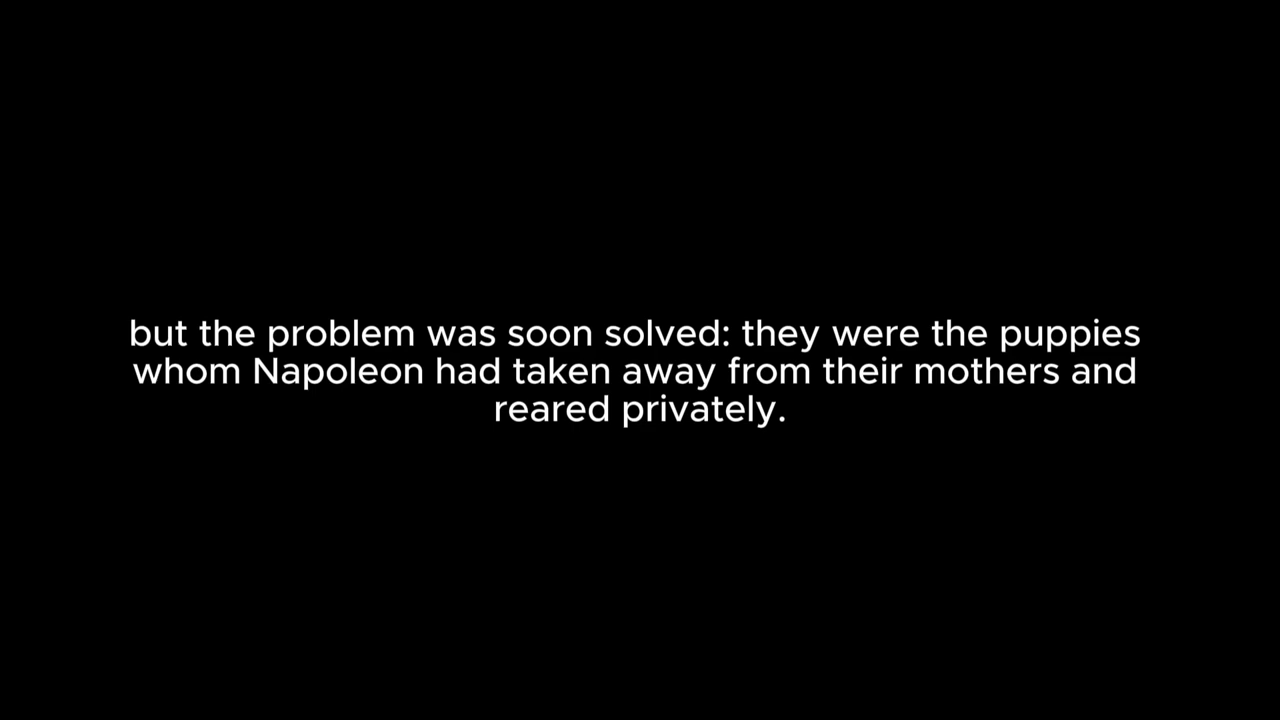 but the problem was soon solved: they were the puppies
whom Napoleon had taken away from their mothers and
reared privately.